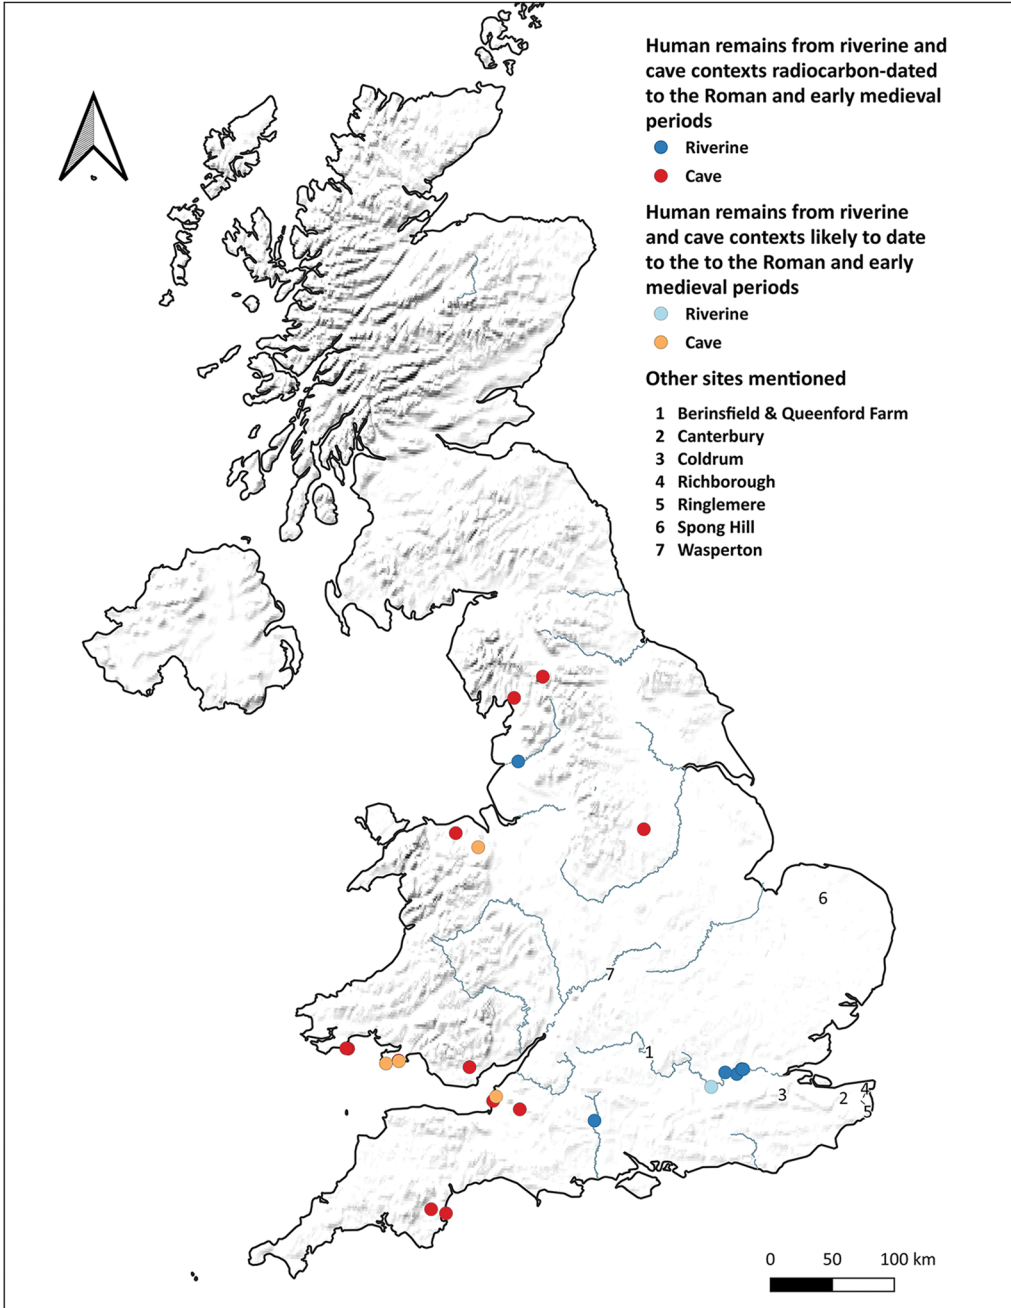 Human remains from riverine and
cave contexts radiocarbon-dated
to the Roman and early medieval
periods
Riverine
Cave
Human remains from riverine
and cave contexts likely to date
to the to the Roman and early
medieval periods
Riverine
Cave
Other sites mentioned
1 Berinsfield & Queenford Farm
2 Canterbury
3 Coldrum
4 Richborough
5 Ringlemere
6 Spong Hill
7 Wasperton
6
7
1
3
2
4
5
0 50 100 km